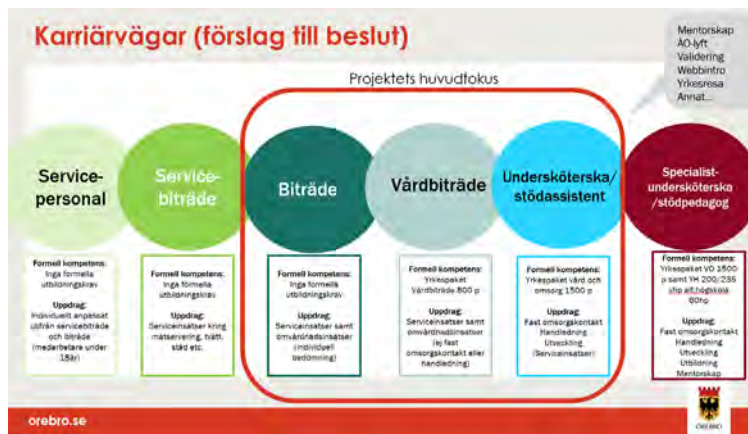 Karriärvägar (förslag till beslut)
Mentorskap
ÄO-lyft
Validering
Webbintro
Yrkesresa
Annat...
Projektets huvudfokus
Service-
personal
Service-
biträde
Biträde
Vårdbiträde
Undersköterska/
stödassistent
Specialist-
undersköterska
/stödpedagog
Formell kompetens:
Inga formella
utbildningskrav
Uppdrag:
Individuellt anpassat
utifrån servicebiträde
och biträde
(medarbetare under
18år)
Formell kompetens:
Inga formella
utbildningskrav
Uppdrag:
Serviceinsatser kring
matservering, tvätt,
städ etc.
Formell kompetens:
Inga formella
utbildningskrav
Uppdrag:
Serviceinsatser samt
omvårdnadsinsatser
(individuell
bedömning)
Formell kompetens:
Yrkespaket
Vårdbiträde 800 p
Uppdrag:
Serviceinsatser samt
omvårdnadsinsatser
(ej fast
omsorgskontakt eller
handledning)
Formell kompetens:
Yrkespaket vård och
omsorg 1500 p
Uppdrag:
Fast omsorgskontakt
Handledning
Utveckling
(Serviceinsatser)
Formell kompetens:
Yrkespaket VO 1500
p samt YH 200/235
yhp alt högskola
60hp
Uppdrag:
Fast omsorgskontakt
Handledning
Utveckling
Utbildning
Mentorskap
orebro.se
ÖREBRO